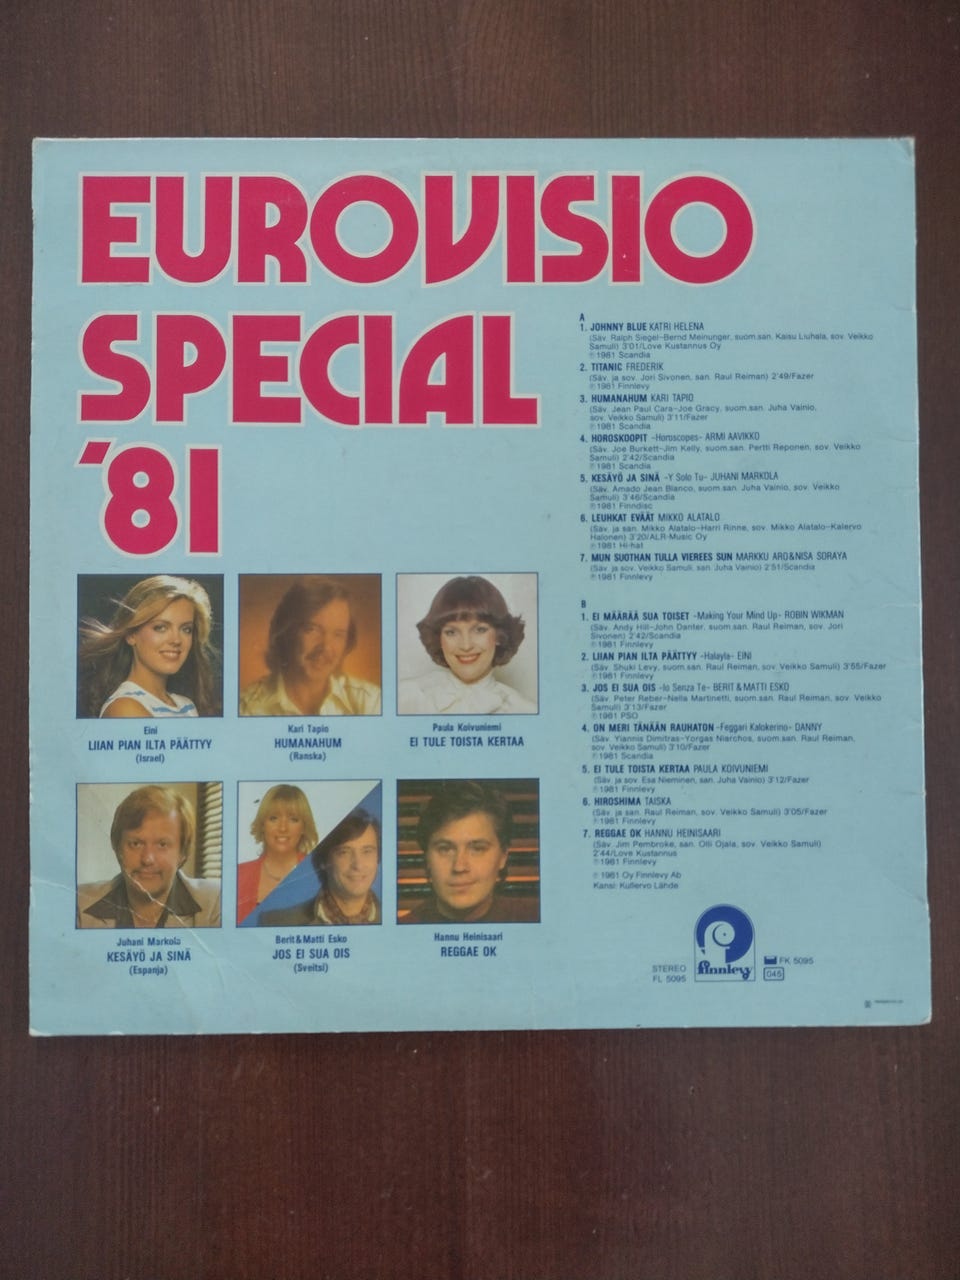 EUROVISIO
SPECIAL
'81
A
1. JOHNNY BLUE KATRI HELENA
(Säv. Ralph Siegel-Bernd Meinunger, suom.san. Kaisu Liuhala, sov. Veikko
Samuli) 3'01/Love Kustannus Oy
℗1981 Scandia
2. TITANIC FREDERIK
(Säv. ja sov. Jori Sivonen, san. Raul Reiman) 2'49/Fazer
℗1981 Finnlevy
3. HUMANAHUM KARI TAPIO
(Säv. Jean Paul Cara-Joe Gracy, suom.san. Juha Vainio,
sov. Veikko Samuli) 3'11/Fazer
℗1981 Scandia
4. HOROSKOOPIT -Horoscopes- ARMI AAVIKKO
(Säv. Joe Burkett-Jim Kelly, suom.san. Pertti Reponen, sov. Veikko
Samuli) 2'42/Scandia
℗1981 Scandia
5. KESÄYÖ JA SINÄ -Y Solo Tu- JUHANI MARKOLA
(Säv. Amado Jean Blanco, suom.san. Juha Vainio, sov. Veikko
Samuli) 3'46/Scandia
℗1981 Finndisc
6. LEUHKAT EVÄÄT MIKKO ALATALO
(Säv. ja san. Mikko Alatalo-Harri Rinne, sov. Mikko Alatalo-Kalervo
Halonen) 3'20/ALR-Music Oy
℗1981 Hi-hat
7. MUN SUOTHAN TULLA VIEREES SUN MARKKU ARO&NISA SORAYA
(Säv. ja sov. Veikko Samuli, san. Juha Vainio) 2'51/Scandia
℗1981 Finnlevy
B
1. EI MÄÄRÄÄ SUA TOISET -Making Your Mind Up- ROBIN WIKMAN
(Säv. Andy Hill-John Danter, suom.san. Raul Reiman, sov. Jori
Sivonen) 2'42/Scandia
℗1981 Finnlevy
2. LIIAN PIAN ILTA PÄÄTTYY -Halayla- EINI
(Säv. Shuki Levy, suom.san. Raul Reiman, sov. Veikko Samuli) 3'55/Fazer
℗1981 Finnlevy
3. JOS EI SUA OIS -Io Senza Te- BERIT & MATTI ESKO
(Säv. Peter Reber-Nella Martinetti, suom.san. Raul Reiman, sov. Veikko
Samuli) 3'13/Fazer
℗1981 PSO
4. ON MERI TÄNÄÄN RAUHATON -Feggari Kalokerino- DANNY
(Säv. Yiannis Dimitras-Yorgas Niarchos, suom.san. Raul Reiman,
sov. Veikko Samuli) 3'10/Fazer
℗1981 Scandia
5. EI TULE TOISTA KERTAA PAULA KOIVUNIEMI
(Säv. ja sov. Esa Nieminen, san. Juha Vainio) 3'12/Fazer
℗1981 Finnlevy
6. HIROSHIMA TAISKA
(Säv. ja san. Raul Reiman, sov. Veikko Samuli) 3'05/Fazer
℗1981 Finnlevy
7. REGGAE OK HANNU HEINISAARI
(Säv. Jim Pembroke, san. Olli Ojala, sov. Veikko Samuli)
2'44/Love Kustannus
℗1981 Finnlevy
℗ 1981 Oy Finnlevy Ab
Kansi: Kullervo Lähde
Eini
LIIAN PIAN ILTA PÄÄTTYY
(Israel)
Kari Tapio
HUMANAHUM
(Ranska)
Paula Koivuniemi
EI TULE TOISTA KERTAA
Juhani Markola
KESÄYÖ JA SINÄ
(Espanja)
Berit&Matti Esko
JOS EI SUA OIS
(Sveitsi)
Hannu Heinisaari
REGGAE OK
STEREO
FL 5095
finnlevy
FK 5095
045